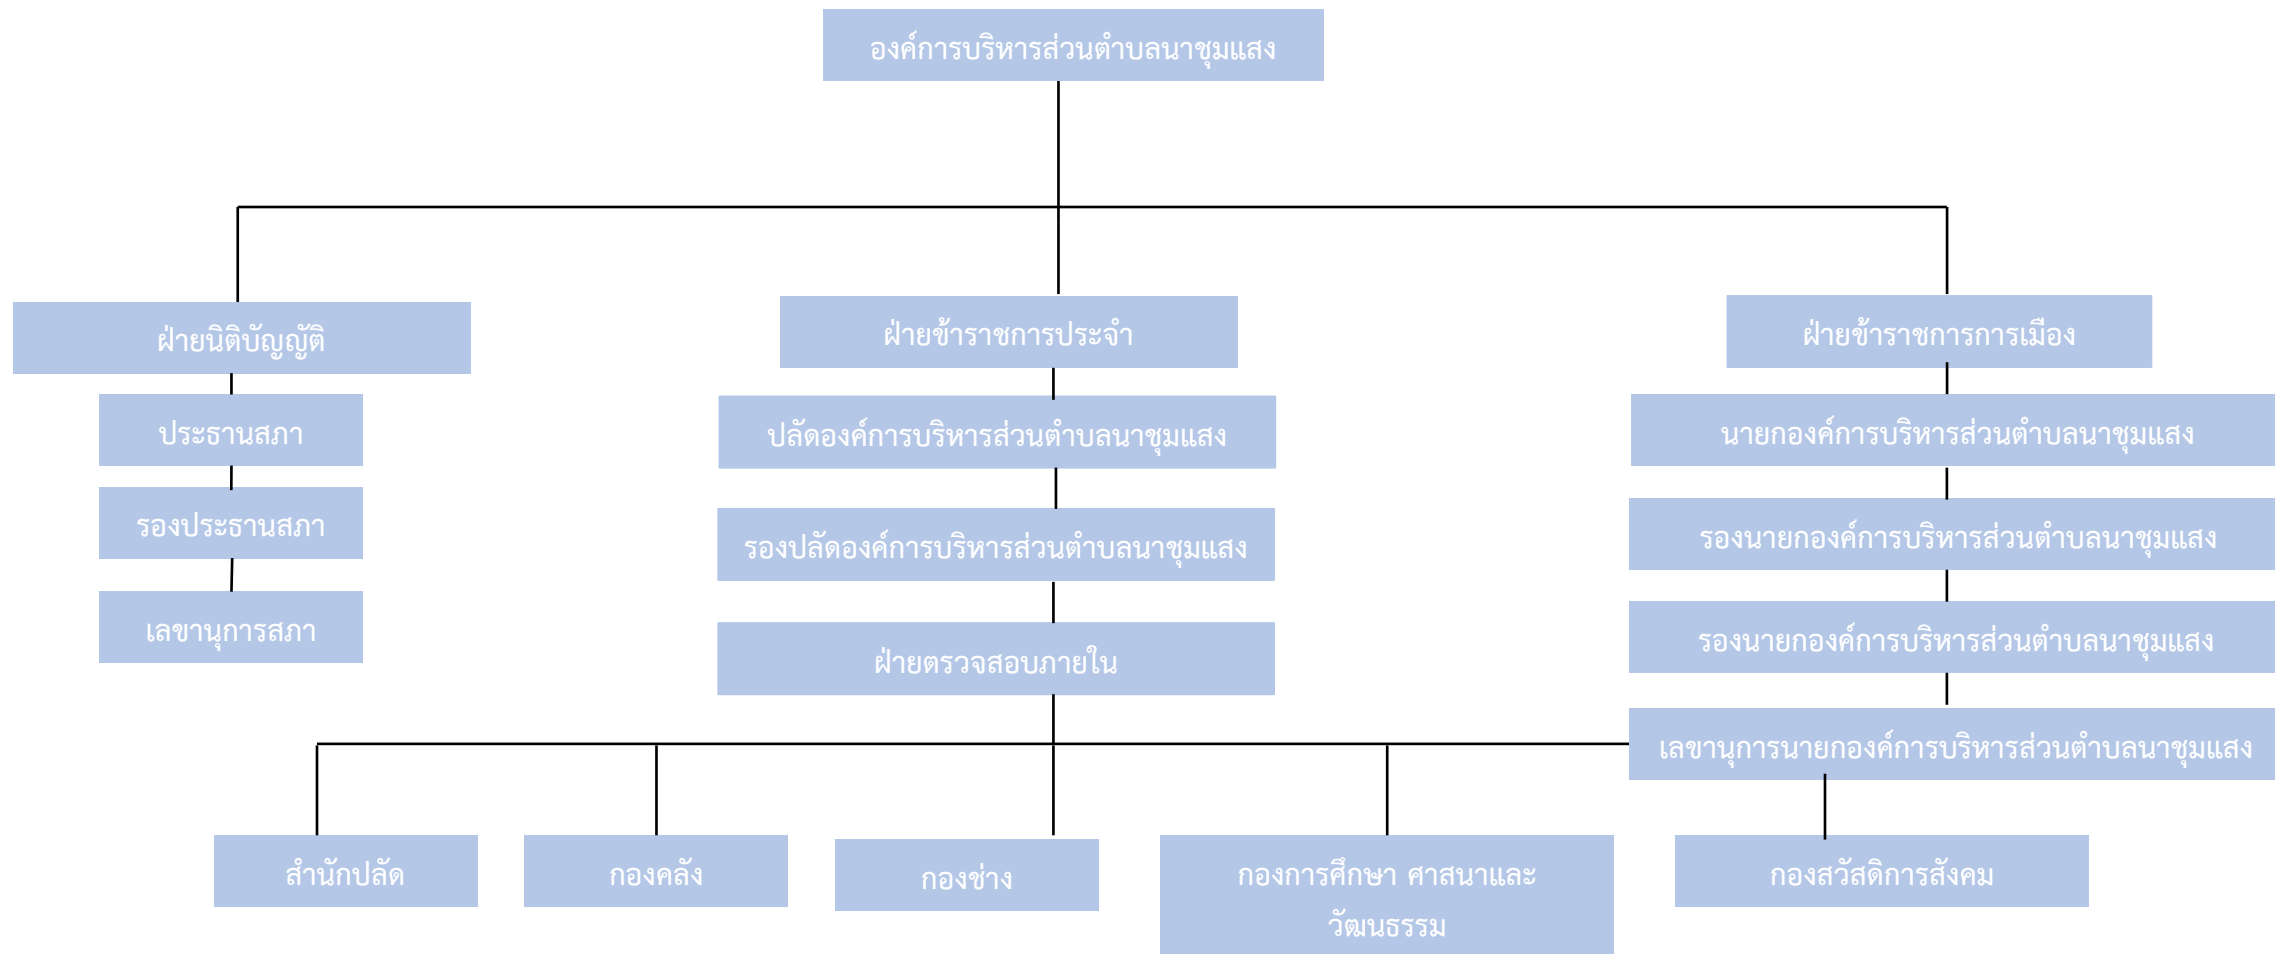 องค์การบริหารส่วนตำบลนาชุมแสง
ฝ่ายนิติบัญญัติ
ฝ่ายข้าราชการประจำ
ฝ่ายข้าราชการการเมือง
ประธานสภา
ปลัดองค์การบริหารส่วนตำบลนาชุมแสง
นายกองค์การบริหารส่วนตำบลนาชุมแสง
รองประธานสภา
รองปลัดองค์การบริหารส่วนตำบลนาชุมแสง
รองนายกองค์การบริหารส่วนตำบลนาชุมแสง
เลขานุการสภา
ฝ่ายตรวจสอบภายใน
รองนายกองค์การบริหารส่วนตำบลนาชุมแสง
เลขานุการนายกองค์การบริหารส่วนตำบลนาชุมแสง
สำนักปลัด
กองคลัง
กองช่าง
กองการศึกษา ศาสนาและ
วัฒนธรรม
กองสวัสดิการสังคม